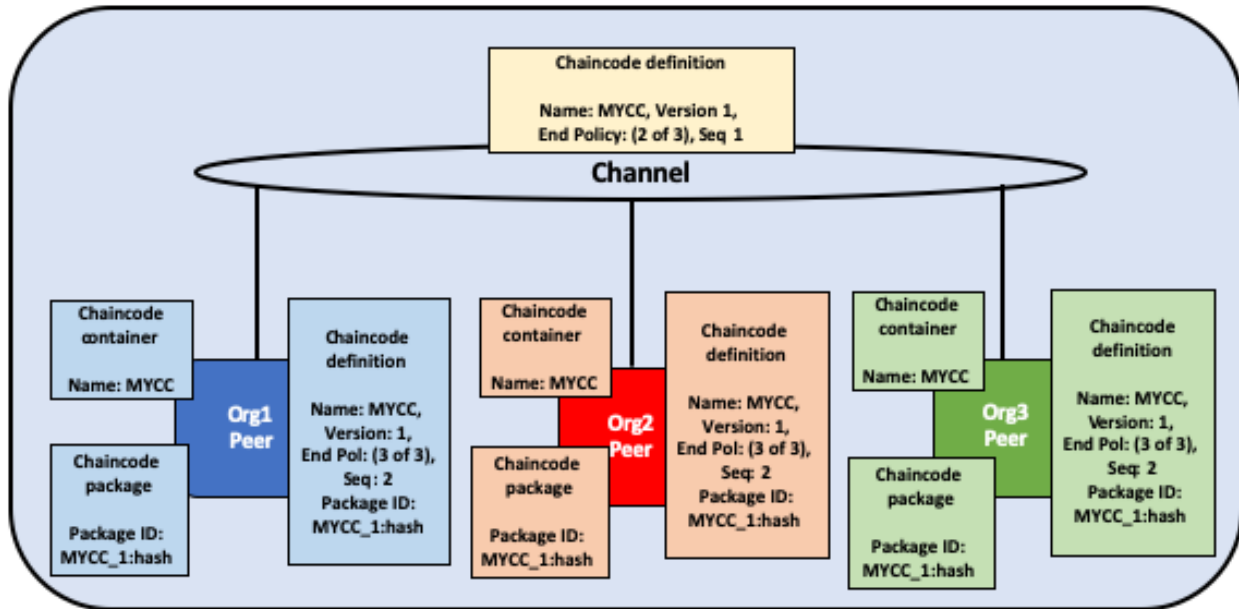 Chaincode definition
Name: MYCC, Version 1,
End Policy: (2 of 3), Seq 1
Channel
Chaincode
container
Name: MYCC
Org1
Peer
Chaincode
package
Package ID:
MYCC_1:hash
Chaincode
definition
Name: MYCC,
Version: 1,
End Pol: (3 of 3),
Seq: 2
Package ID:
MYCC_1:hash
Chaincode
container
Name: MYCC
Org2
Peer
Chaincode
package
Package ID:
MYCC_1:hash
Chaincode
definition
Name: MYCC,
Version: 1,
End Pol: (3 of 3),
Seq: 2
Package ID:
MYCC_1:hash
Chaincode
container
Name: MYCC
Org3
Peer
Chaincode
package
Package ID:
MYCC_1:hash
Chaincode
definition
Name: MYCC,
Version: 1,
End Pol: (3 of 3),
Seq: 2
Package ID:
MYCC_1:hash